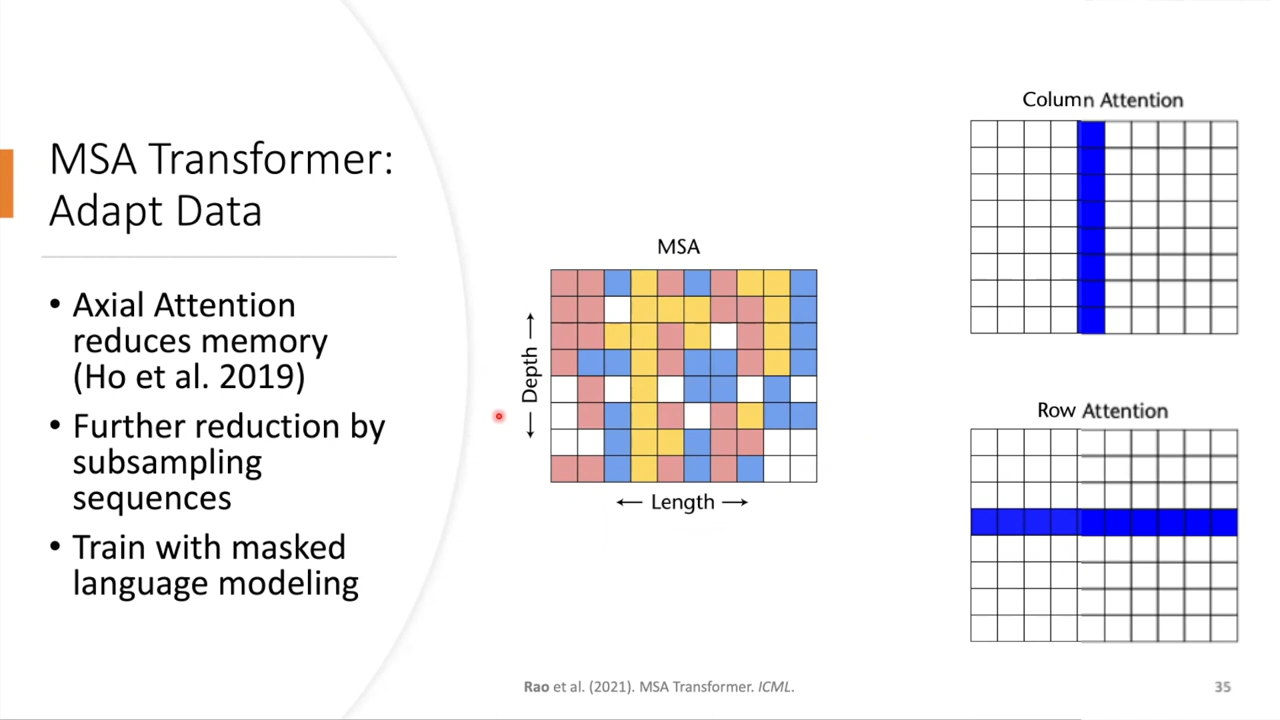 MSA Transformer:
Adapt Data
• Axial Attention
reduces memory
(Ho et al. 2019)
• Further reduction by
subsampling
sequences
• Train with masked
language modeling
MSA
← Depth →
← Length →
Column Attention
Row Attention
Rao et al. (2021). MSA Transformer. ICML.
35